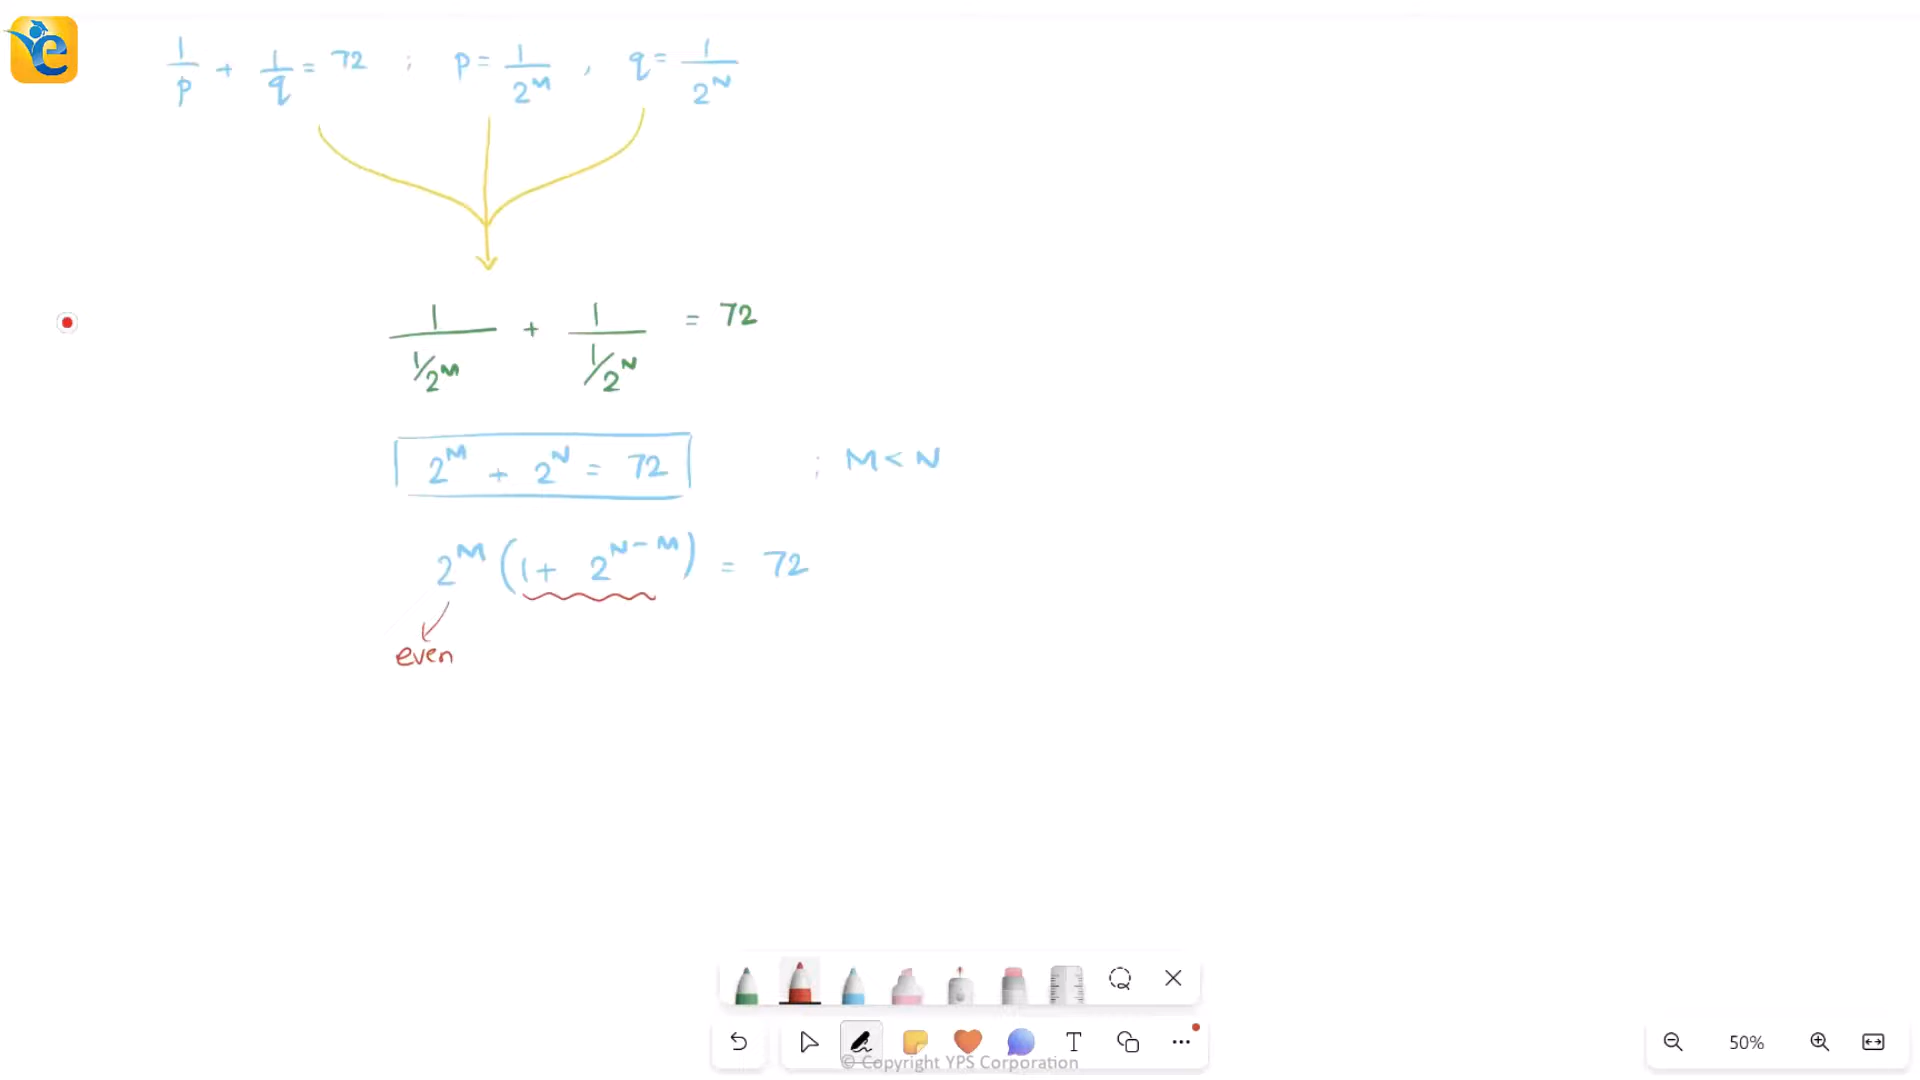 1/p + 1/q = 72 ; p = 1/2^M , q = 1/2^N
1/(1/2^M) + 1/(1/2^N) = 72
2^M + 2^N = 72 ; M < N
2^M (1 + 2^(N-M)) = 72
even
T
50%
© Copyright YPS Corporation